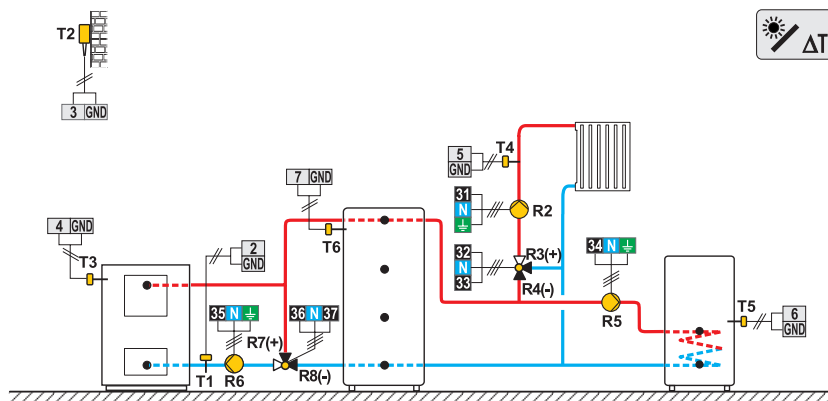 T2
ΔT
3 GND
5
GND
T4
7 GND
31
N
R2
4 GND
T3
2
GND
T6
32
N
33
R3(+)
R4(-)
34 N
35 N
36 N 37
R7(+)
R5
T5
6
GND
T1
R6
R8(-)